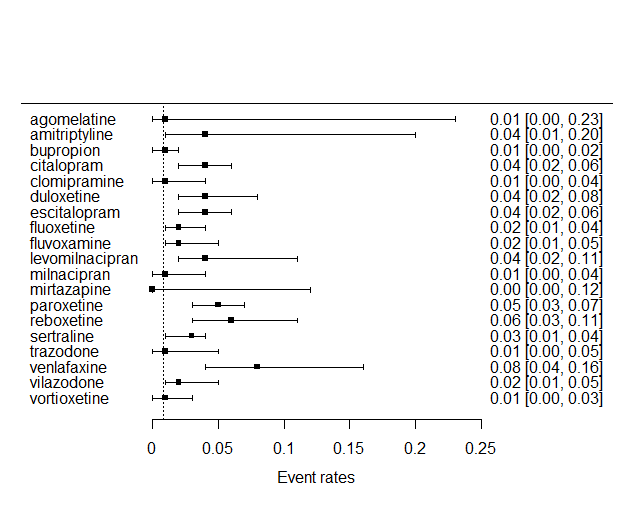 agomelatine 0.01 [0.00, 0.23]
amitriptyline 0.04 [0.01, 0.20]
bupropion 0.01 [0.00, 0.02]
citalopram 0.04 [0.02, 0.06]
clomipramine 0.01 [0.00, 0.04]
duloxetine 0.04 [0.02, 0.08]
escitalopram 0.04 [0.02, 0.06]
fluoxetine 0.02 [0.01, 0.04]
fluvoxamine 0.02 [0.01, 0.05]
levomilnacipran 0.04 [0.02, 0.11]
milnacipran 0.01 [0.00, 0.04]
mirtazapine 0.00 [0.00, 0.12]
paroxetine 0.05 [0.03, 0.07]
reboxetine 0.06 [0.03, 0.11]
sertraline 0.03 [0.01, 0.04]
trazodone 0.01 [0.00, 0.05]
venlafaxine 0.08 [0.04, 0.16]
vilazodone 0.02 [0.01, 0.05]
vortioxetine 0.01 [0.00, 0.03]
0 0.05 0.1 0.15 0.2 0.25
Event rates